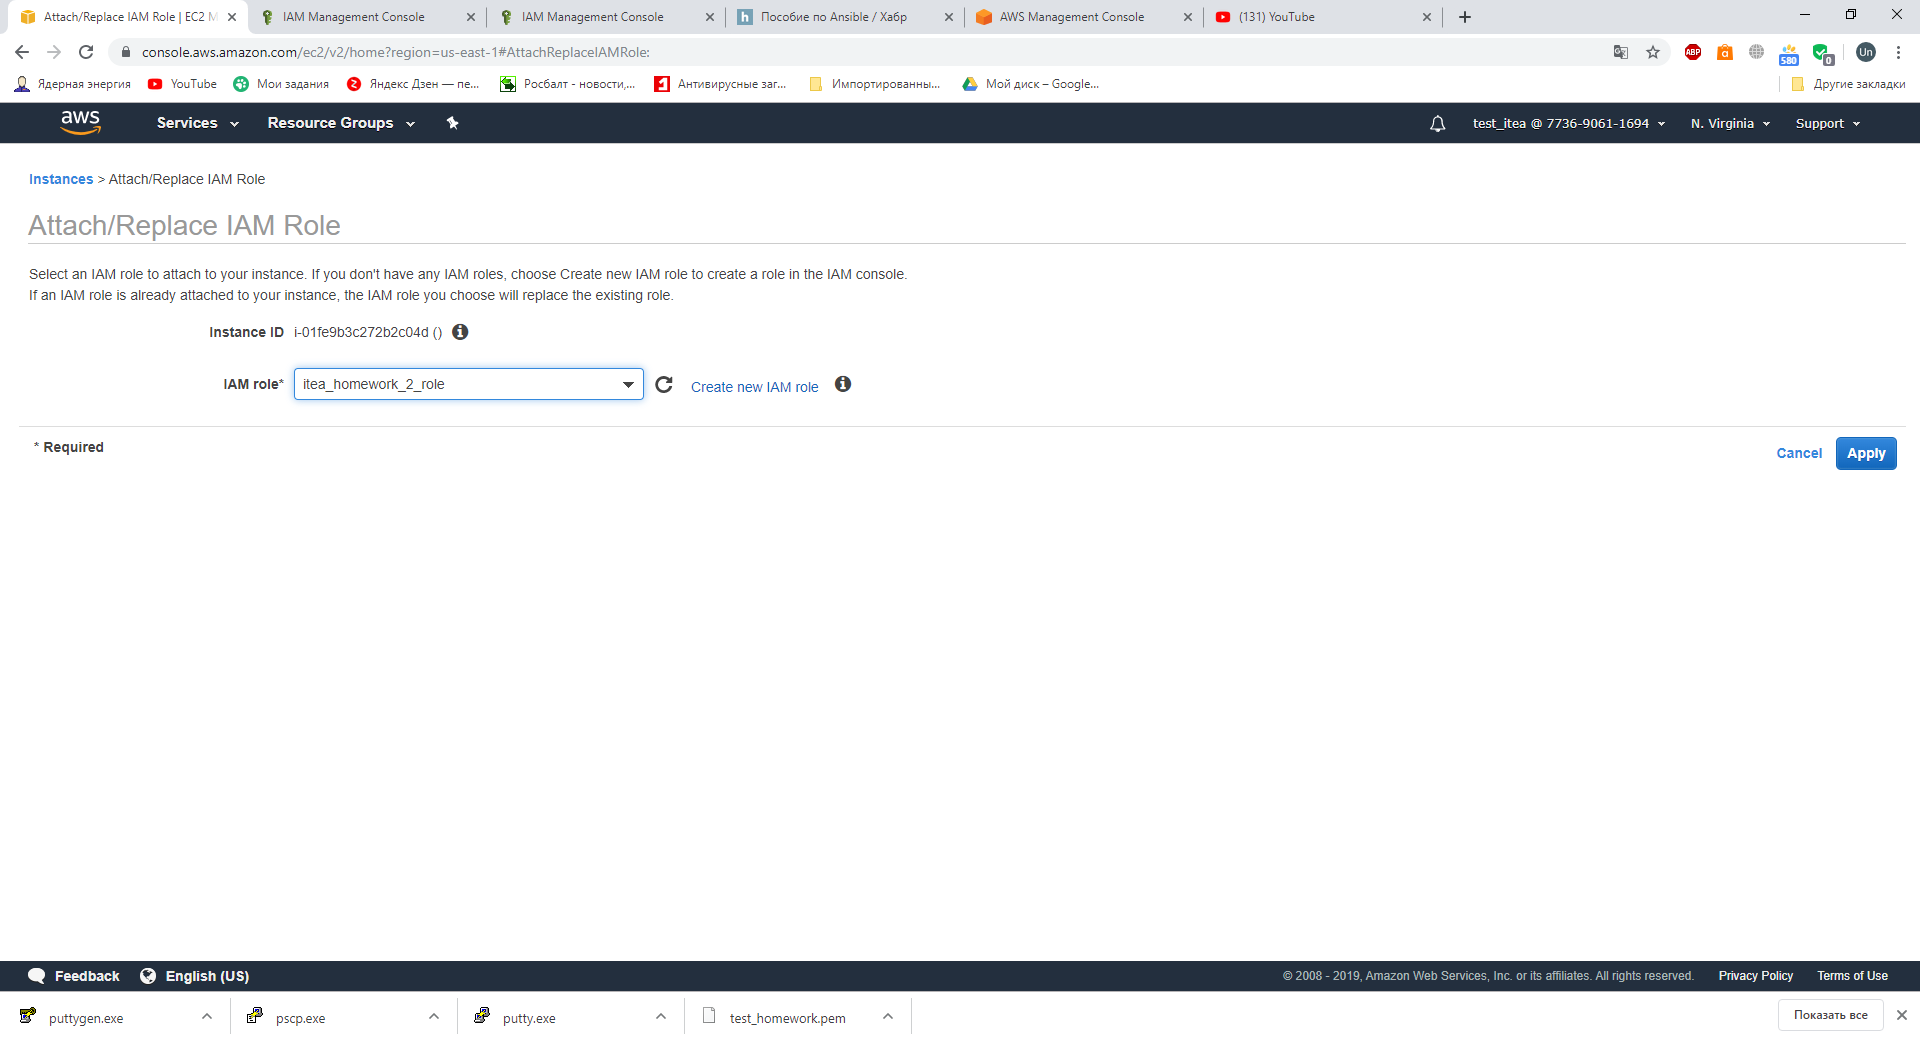 Attach/Replace IAM Role | EC2 M
IAM Management Console
IAM Management Console
Пособие по Ansible / Хабр
AWS Management Console
(131) YouTube
console.aws.amazon.com/ec2/v2/home?region=us-east-1#AttachReplaceIAMRole:
ABP
a
580
0
Un
Ядерная энергия
YouTube
Мои задания
Яндекс Дзен — пе...
Росбалт - новости,...
Антивирусные заг...
Импортированны...
Мой диск – Google...
Другие закладки
aws
Services
Resource Groups
test_itea @ 7736-9061-1694
N. Virginia
Support
Instances > Attach/Replace IAM Role
Attach/Replace IAM Role
Select an IAM role to attach to your instance. If you don't have any IAM roles, choose Create new IAM role to create a role in the IAM console.
If an IAM role is already attached to your instance, the IAM role you choose will replace the existing role.
Instance ID i-01fe9b3c272b2c04d ()
IAM role* itea_homework_2_role
Create new IAM role
* Required
Cancel
Apply
Feedback
English (US)
© 2008 - 2019, Amazon Web Services, Inc. or its affiliates. All rights reserved.
Privacy Policy
Terms of Use
puttygen.exe
pscp.exe
putty.exe
test_homework.pem
Показать все